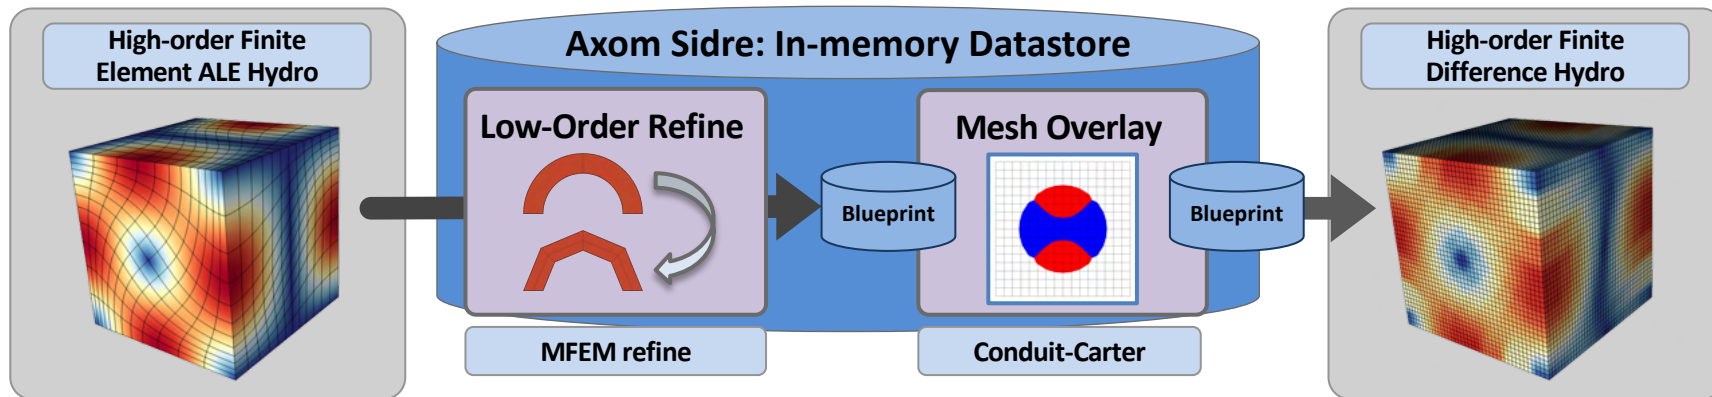 High-order Finite
Element ALE Hydro
Axom Sidre: In-memory Datastore
Low-Order Refine
MFEM refine
Blueprint
Mesh Overlay
Conduit-Carter
Blueprint
High-order Finite
Difference Hydro